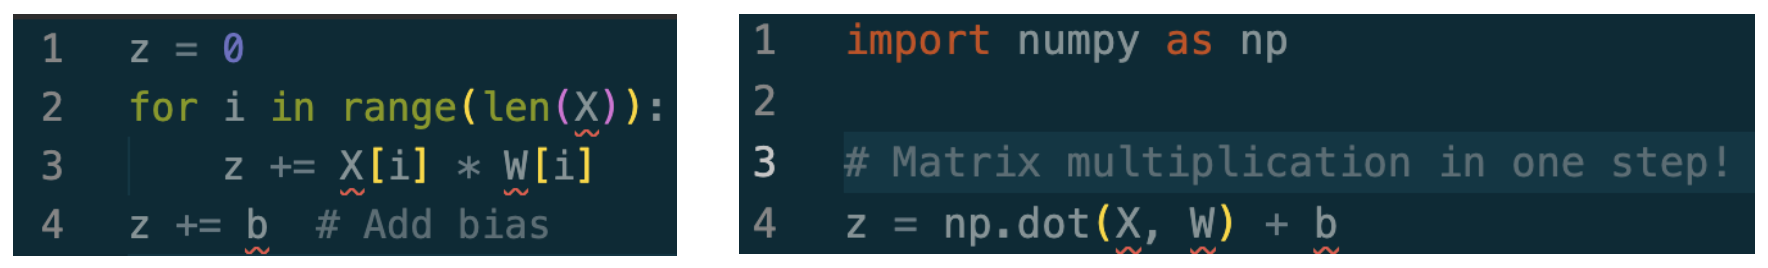 1 z = 0
2 for i in range(len(X)):
3 z += X[i] * W[i]
4 z += b # Add bias
1 import numpy as np
2
3 # Matrix multiplication in one step!
4 z = np.dot(X, W) + b